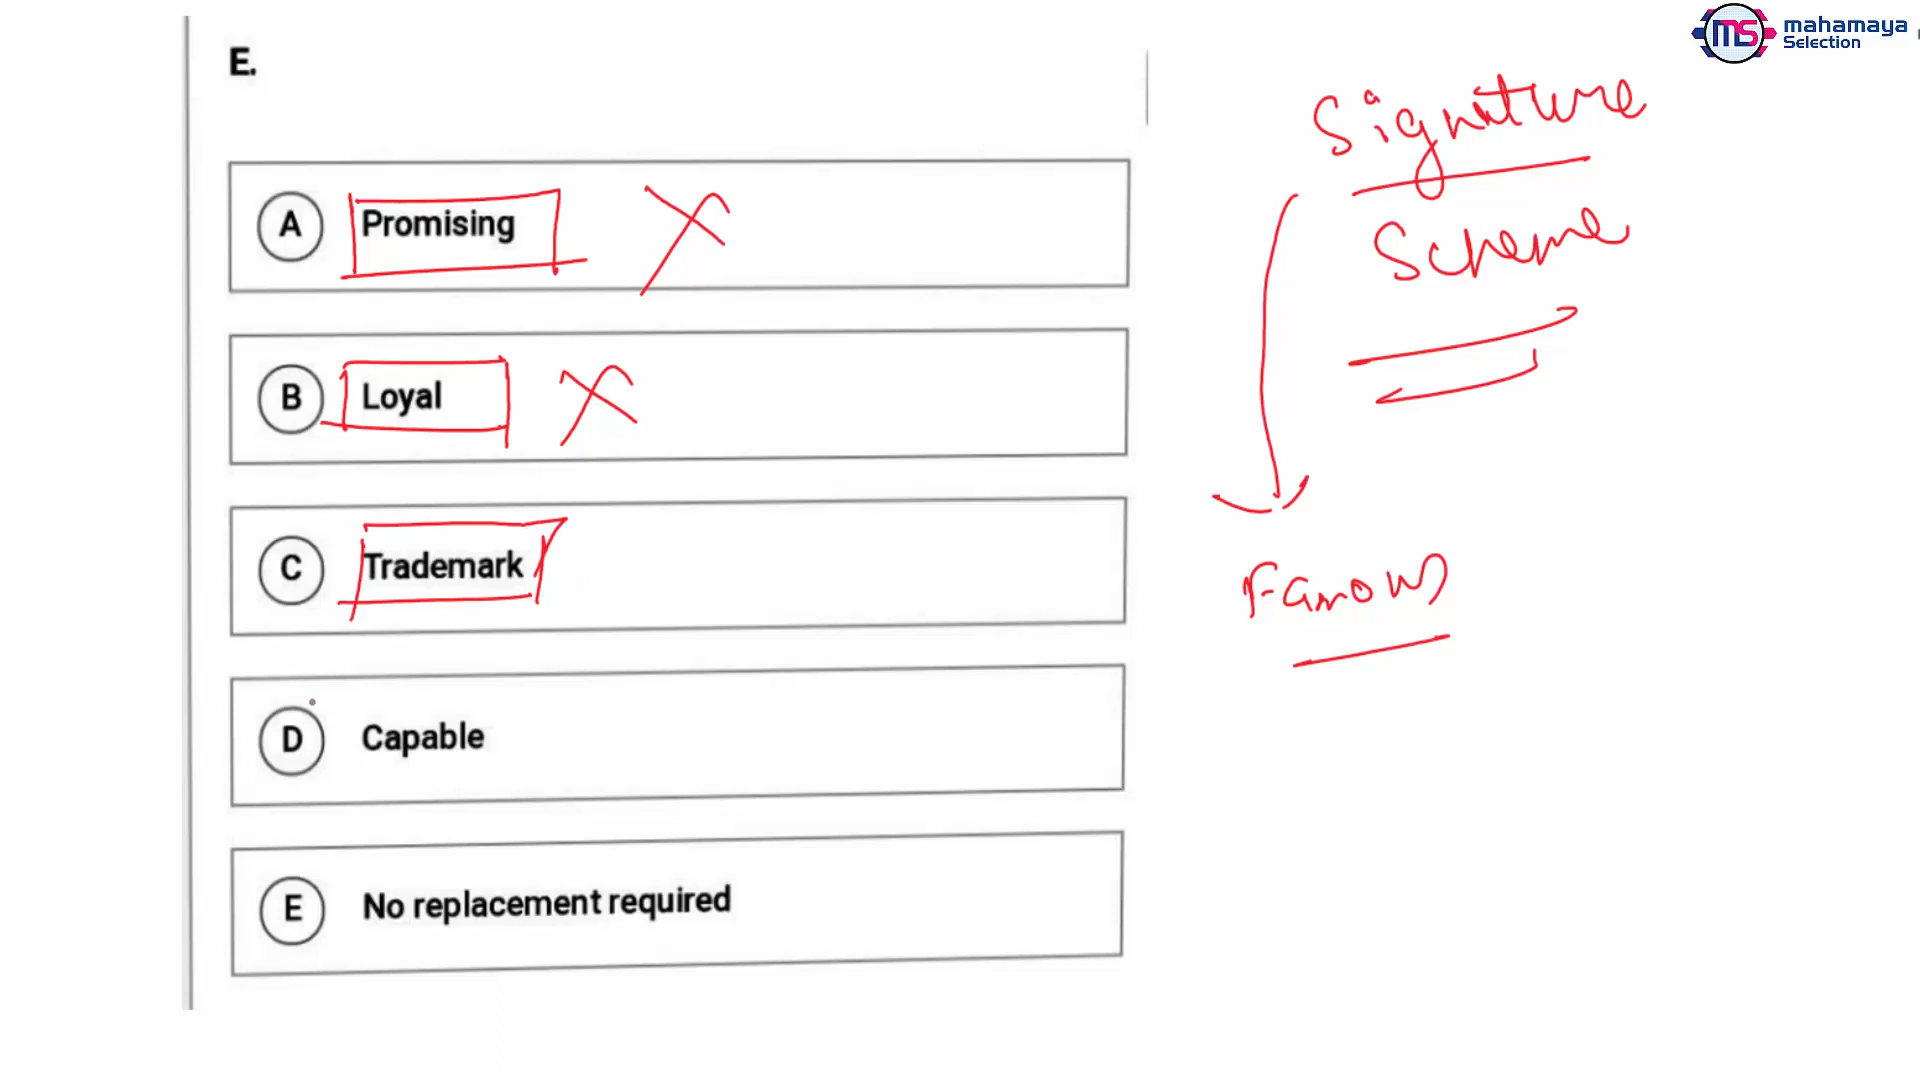 mahamaya
Selection
E.
Signature
Scheme
A Promising
B Loyal
C Trademark
Famous
D Capable
E No replacement required